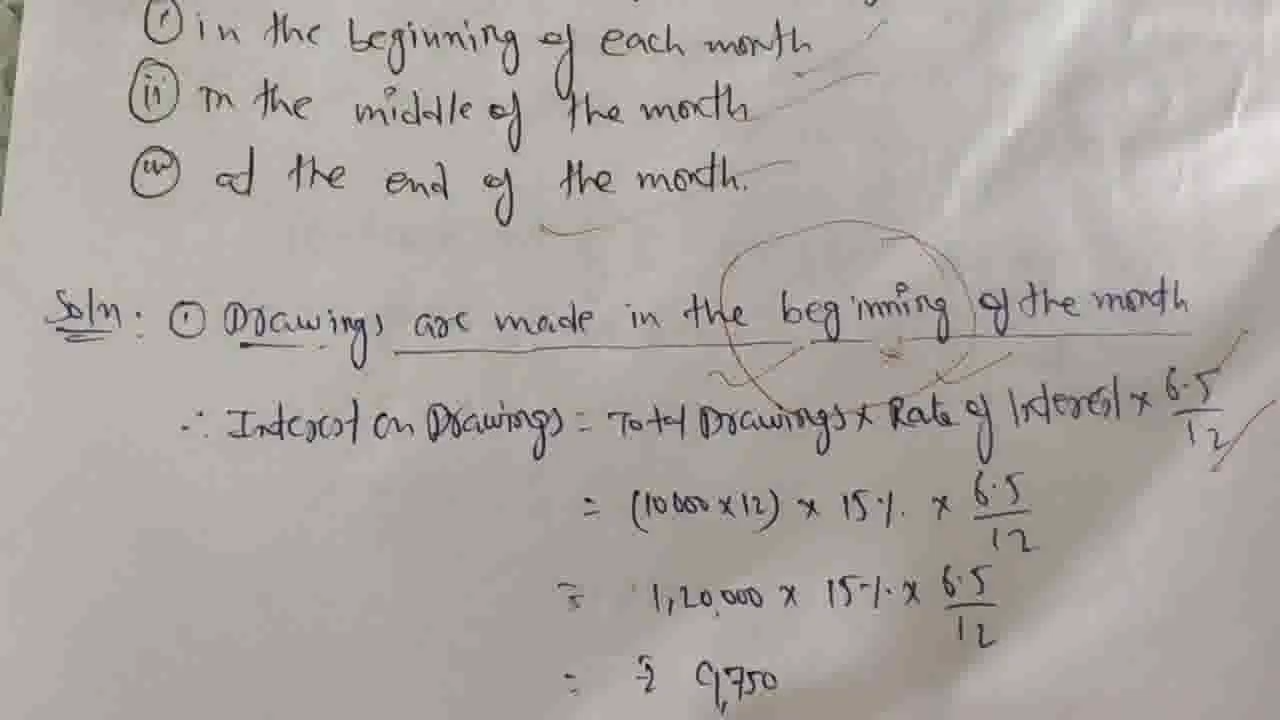 (i) in the beginning of each month
(ii) in the middle of the month
(iii) at the end of the month.
Soln: (i) Drawings are made in the beginning of the month
∴ Interest on Drawings = Total Drawings × Rate of Interest × 6.5/12
= (10000 × 12) × 15% × 6.5/12
= 1,20,000 × 15% × 6.5/12
= ₹ 9,750